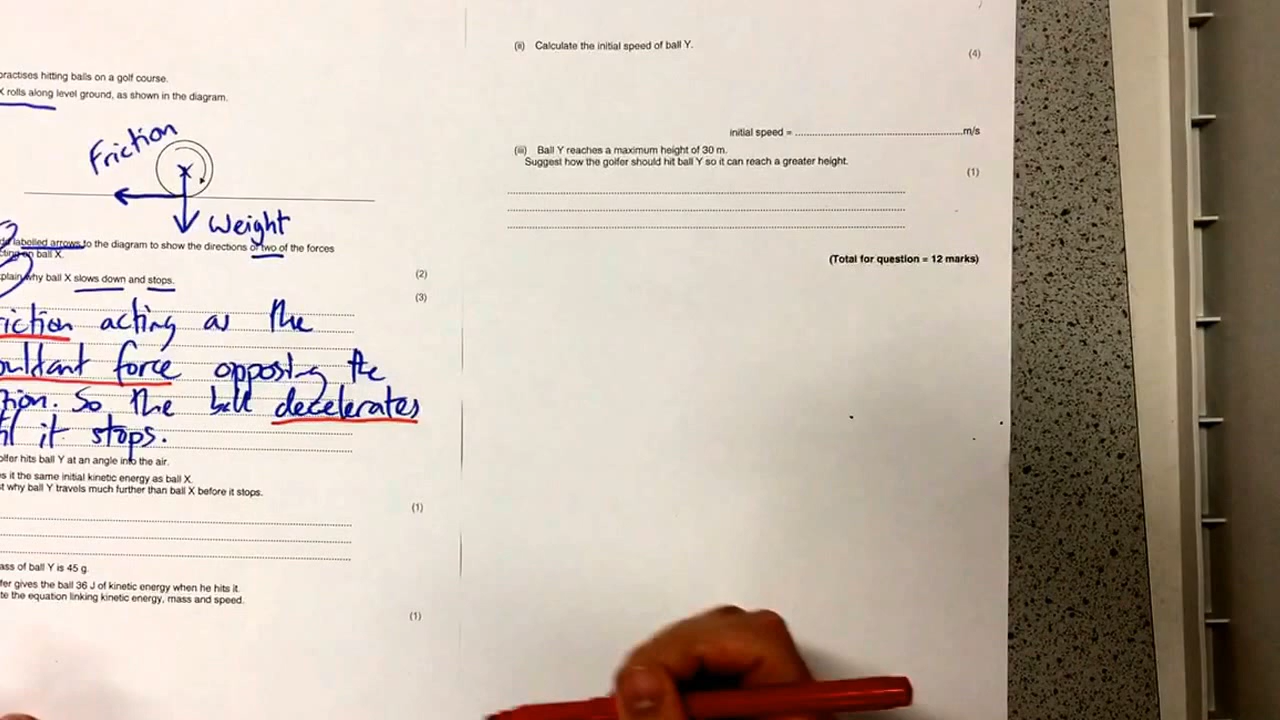 practises hitting balls on a golf course.
X rolls along level ground, as shown in the diagram.
Friction
Weight
labelled arrows to the diagram to show the directions of two of the forces
cting on ball X.
(2)
plain why ball X slows down and stops.
(3)
riction acting as the
ultant force opposing the
tion. So the ball decelerates
til it stops.
olfer hits ball Y at an angle into the air.
s it the same initial kinetic energy as ball X.
t why ball Y travels much further than ball X before it stops.
(1)
ass of ball Y is 45 g.
fer gives the ball 36 J of kinetic energy when he hits it.
te the equation linking kinetic energy, mass and speed.
(1)
(ii) Calculate the initial speed of ball Y.
(4)
initial speed = ........................................................m/s
(iii) Ball Y reaches a maximum height of 30 m.
Suggest how the golfer should hit ball Y so it can reach a greater height.
(1)
(Total for question = 12 marks)